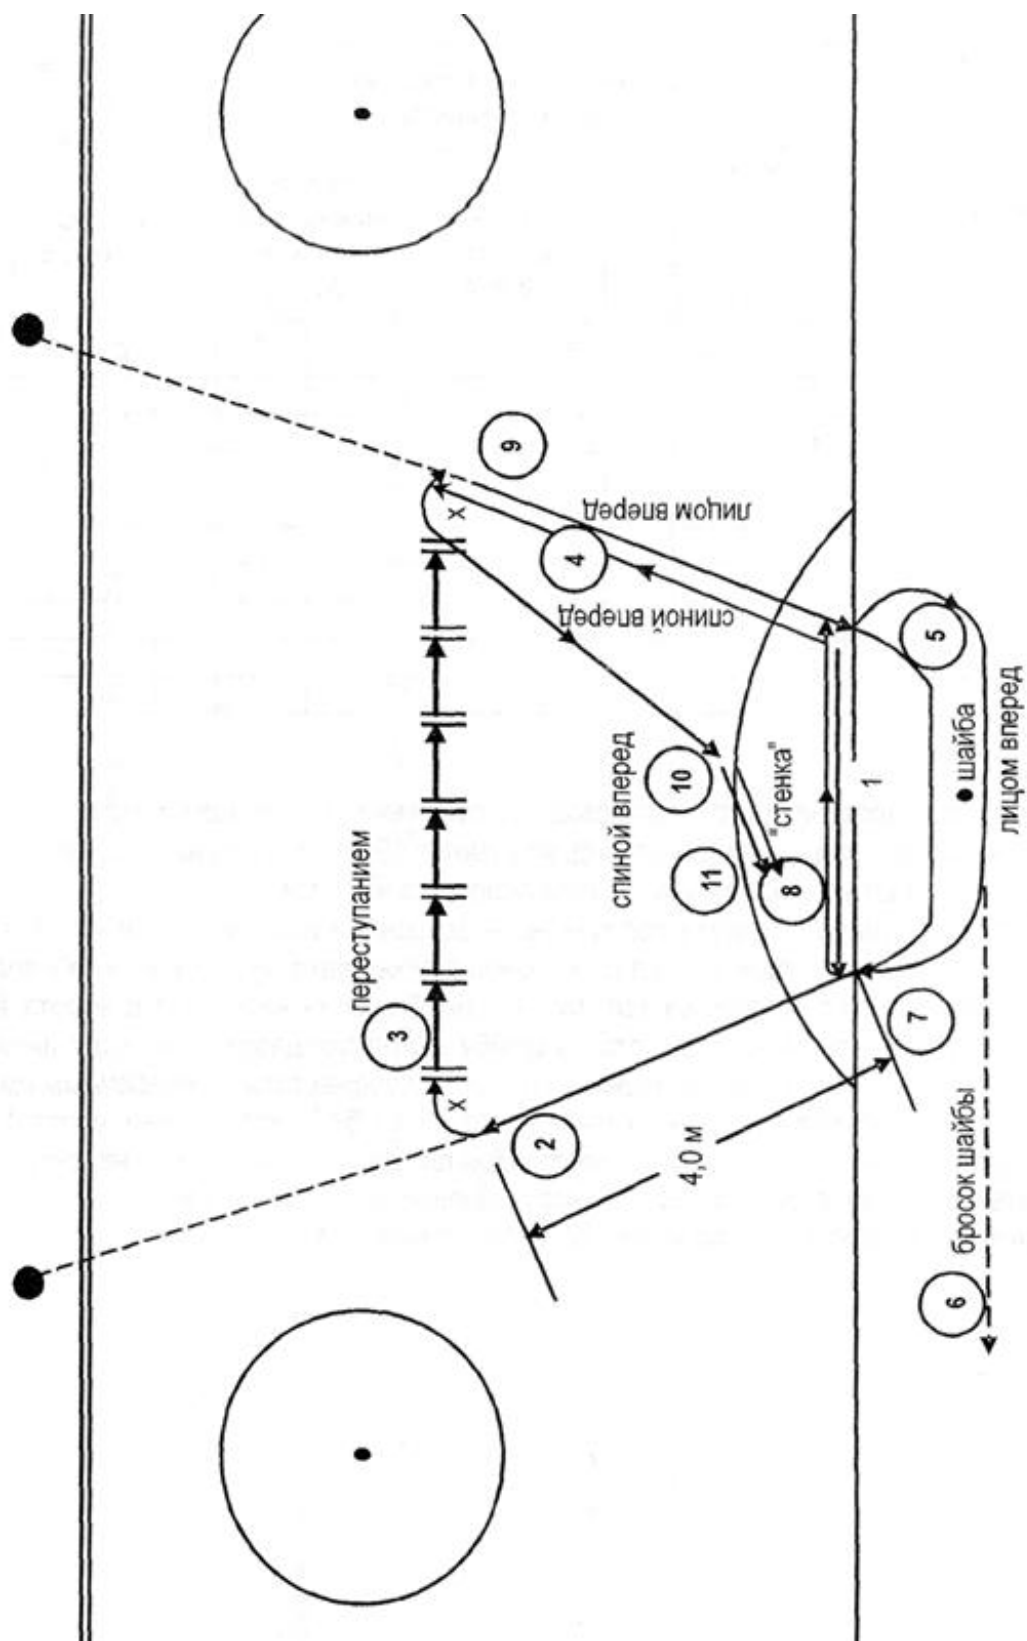 9
лицом вперед
4
спиной вперед
5
переступанием
3
спиной вперед
10
11
"стенка"
8
1
шайба
лицом вперед
2
4,0 м
7
6
бросок шайбы
x
x